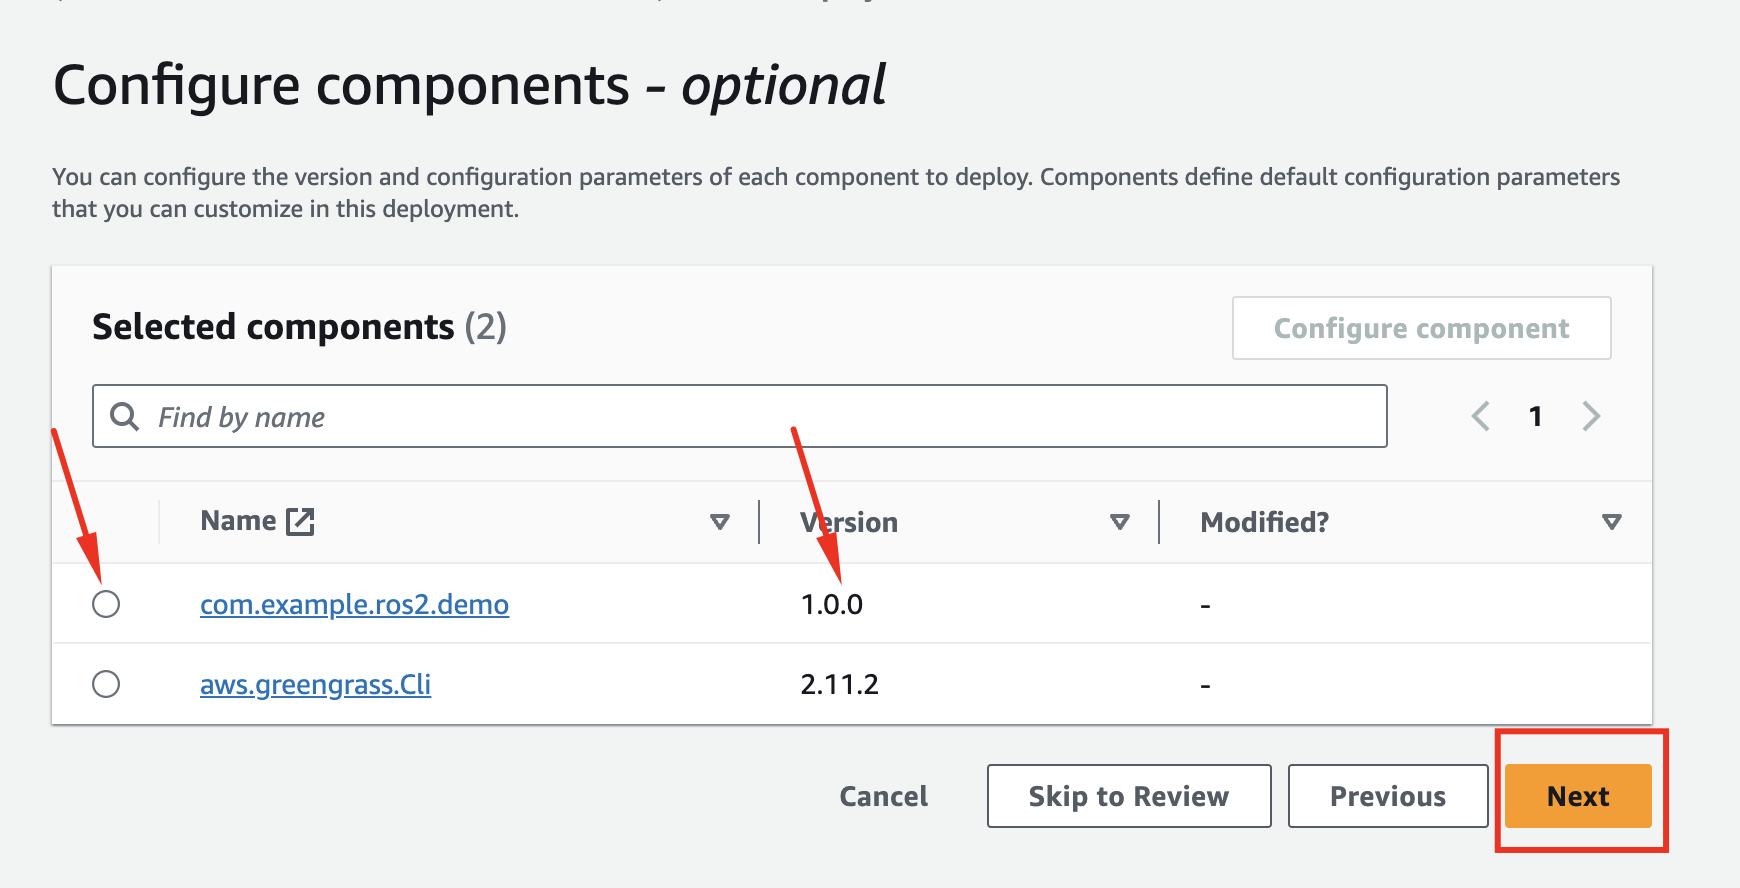 Configure components - optional
You can configure the version and configuration parameters of each component to deploy. Components define default configuration parameters
that you can customize in this deployment.
Selected components (2)
Configure component
Find by name
1
Name
Version
Modified?
com.example.ros2.demo
1.0.0
-
aws.greengrass.Cli
2.11.2
-
Cancel
Skip to Review
Previous
Next